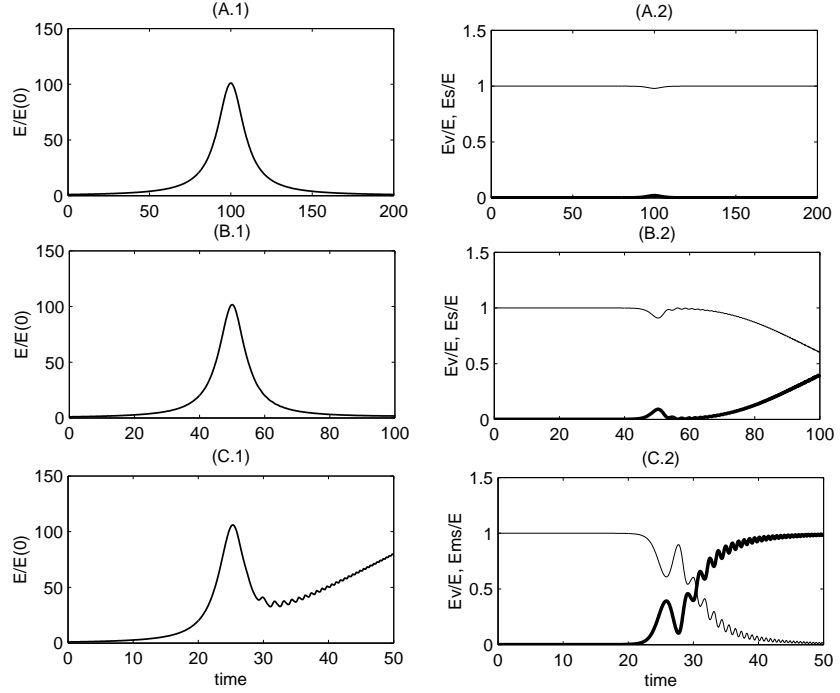 (A.1)
150
100
50
0
E/E(0)
0 50 100 150 200
(A.2)
1.5
1
0.5
0
Ev/E, Es/E
0 50 100 150 200
(B.1)
150
100
50
0
E/E(0)
0 20 40 60 80 100
(B.2)
1.5
1
0.5
0
Ev/E, Es/E
0 20 40 60 80 100
(C.1)
150
100
50
0
E/E(0)
0 10 20 30 40 50
time
(C.2)
1.5
1
0.5
0
Ev/E, Ems/E
0 10 20 30 40 50
time